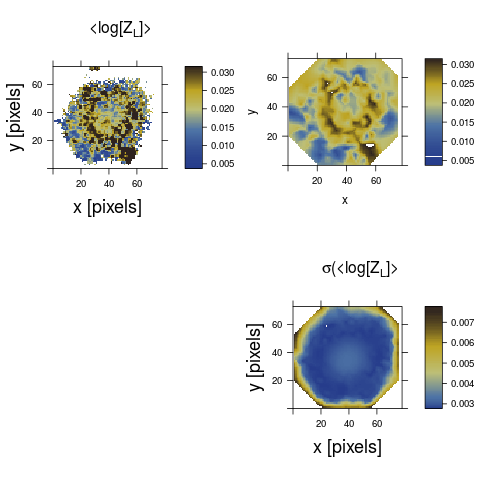 <log[Z_L]>
60
40
20
20 40 60
x [pixels]
y [pixels]
0.030
0.025
0.020
0.015
0.010
0.005
60
40
20
20 40 60
x
y
0.030
0.025
0.020
0.015
0.010
0.005
σ(<log[Z_L]>
60
40
20
20 40 60
x [pixels]
y [pixels]
0.007
0.006
0.005
0.004
0.003